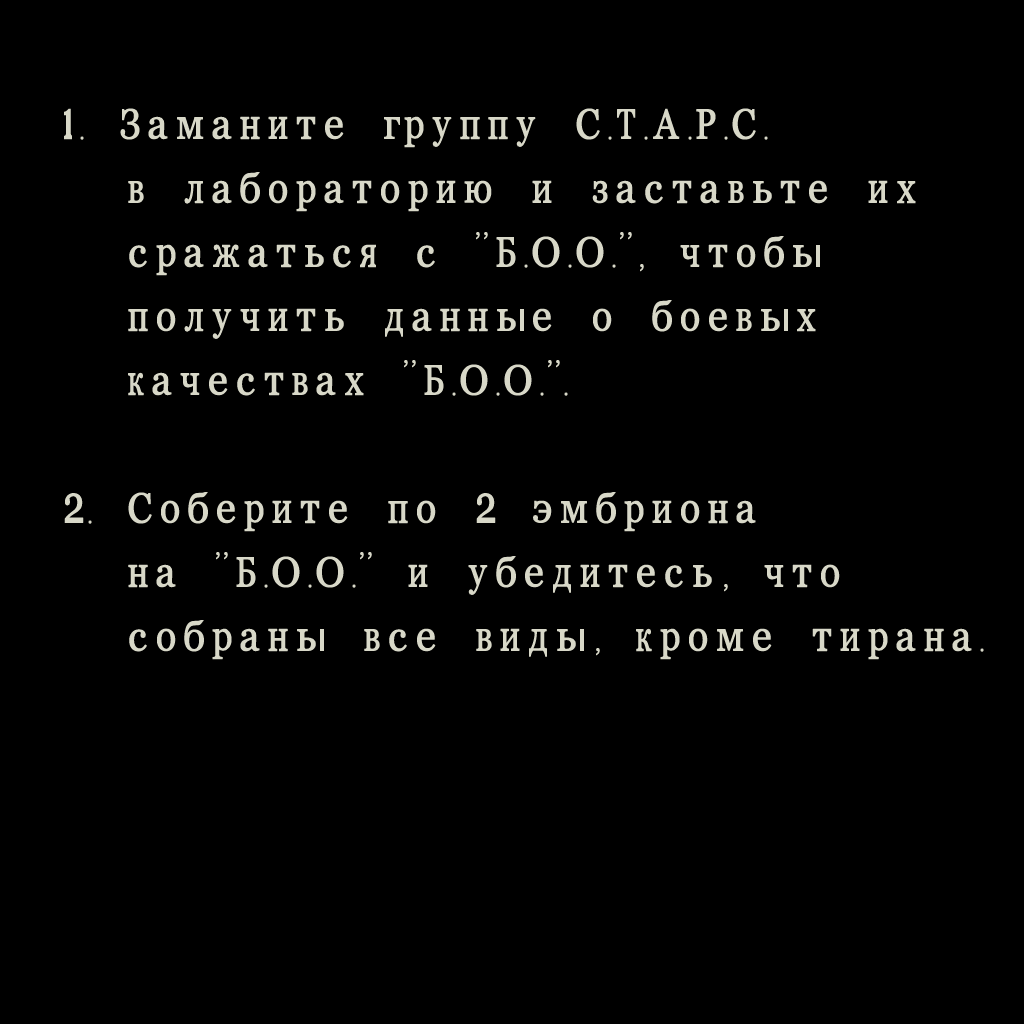 1. Заманите группу С.Т.А.Р.С.
в лабораторию и заставьте их
сражаться с ”Б.О.О.”, чтобы
получить данные о боевых
качествах ”Б.О.О.”.
2. Соберите по 2 эмбриона
на ”Б.О.О.” и убедитесь, что
собраны все виды, кроме тирана.